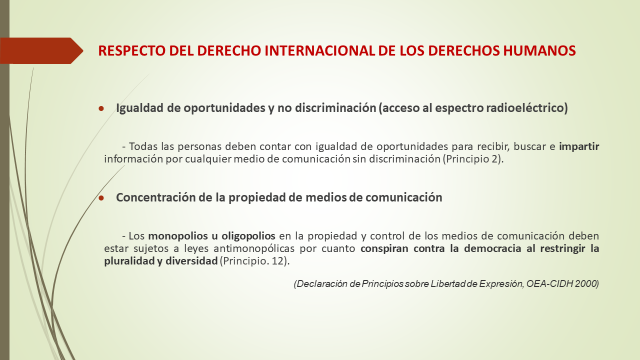 RESPECTO DEL DERECHO INTERNACIONAL DE LOS DERECHOS HUMANOS
• Igualdad de oportunidades y no discriminación (acceso al espectro radioeléctrico)
- Todas las personas deben contar con igualdad de oportunidades para recibir, buscar e impartir
información por cualquier medio de comunicación sin discriminación (Principio 2).
• Concentración de la propiedad de medios de comunicación
- Los monopolios u oligopolios en la propiedad y control de los medios de comunicación deben
estar sujetos a leyes antimonopólicas por cuanto conspiran contra la democracia al restringir la
pluralidad y diversidad (Principio. 12).
(Declaración de Principios sobre Libertad de Expresión, OEA-CIDH 2000)